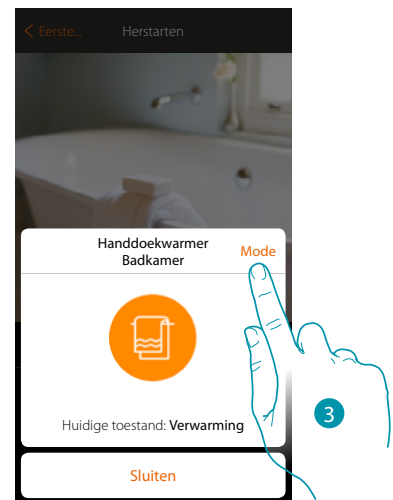 Eerste... Herstarten
Handdoekwarmer
Badkamer
Mode
Huidige toestand: Verwarming
3
Sluiten